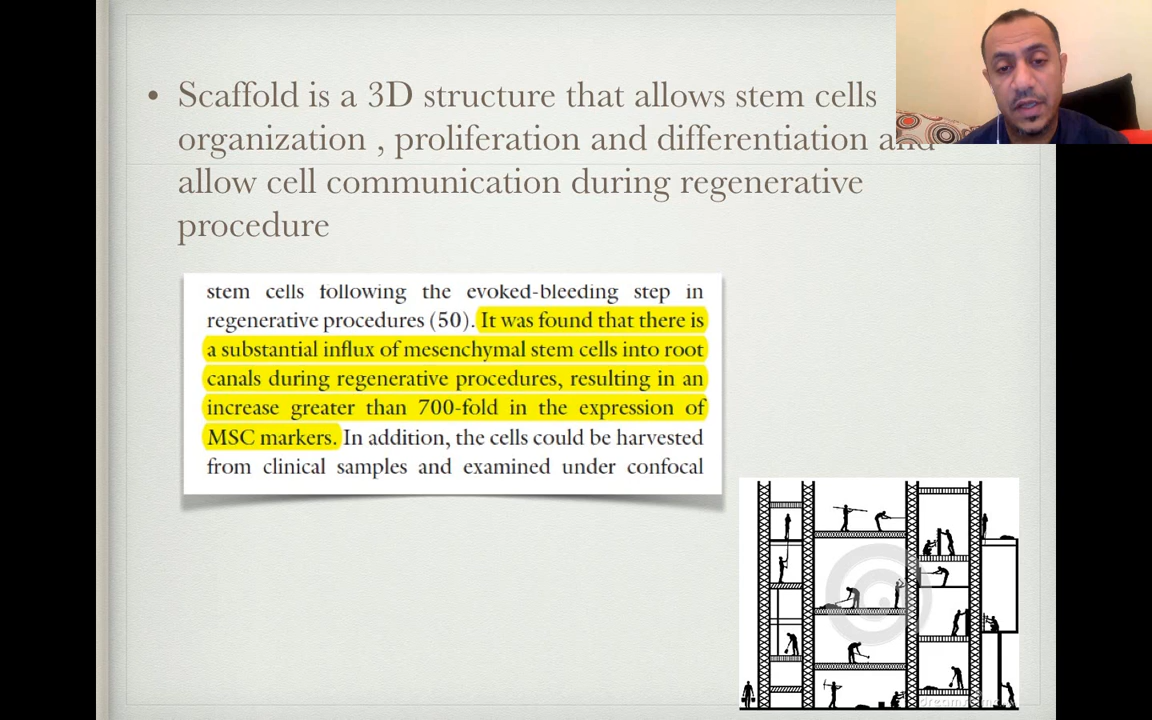 • Scaffold is a 3D structure that allows stem cells
organization , proliferation and differentiation and
allow cell communication during regenerative
procedure
stem cells following the evoked-bleeding step in
regenerative procedures (50). It was found that there is
a substantial influx of mesenchymal stem cells into root
canals during regenerative procedures, resulting in an
increase greater than 700-fold in the expression of
MSC markers. In addition, the cells could be harvested
from clinical samples and examined under confocal